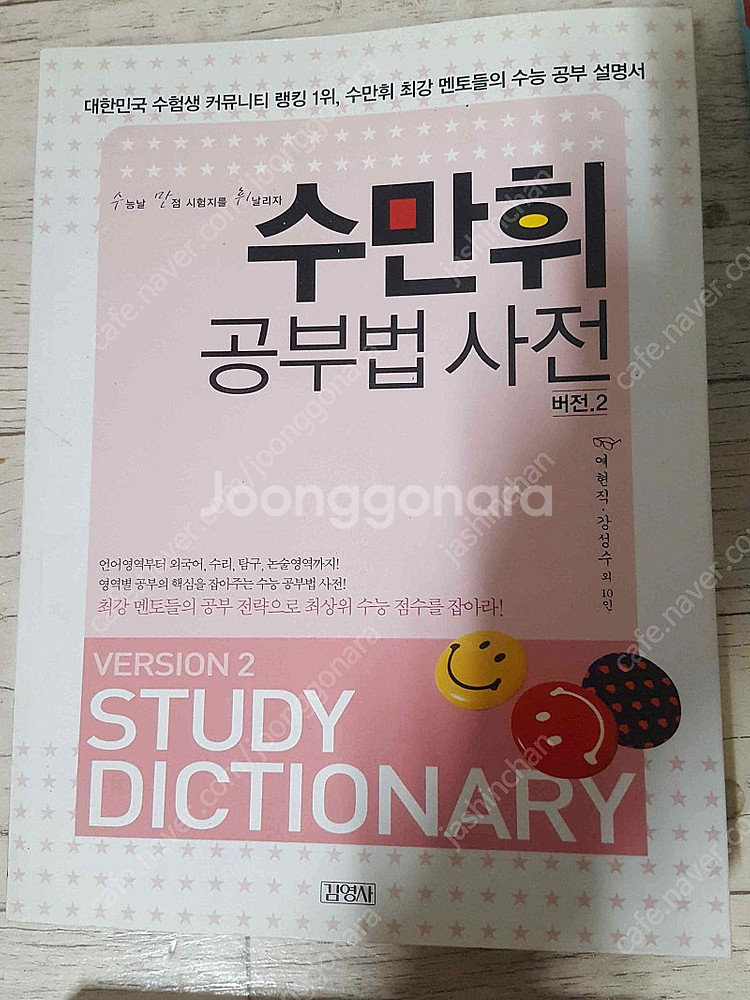 대한민국 수험생 커뮤니티 랭킹 1위, 수만휘 최강 멘토들의 수능 공부 설명서
수능날 만점 시험지를 휘날리자
수만휘
공부법 사전
버전.2
예현직·강성수 외 10인
Joonggonara
언어영역부터 외국어, 수리, 탐구, 논술영역까지!
영역별 공부의 핵심을 잡아주는 수능 공부법 사전!
최강 멘토들의 공부 전략으로 최상위 수능 점수를 잡아라!
VERSION 2
STUDY
DICTIONARY
김영사
cafe.naver.com/joonggonara
jashinchan